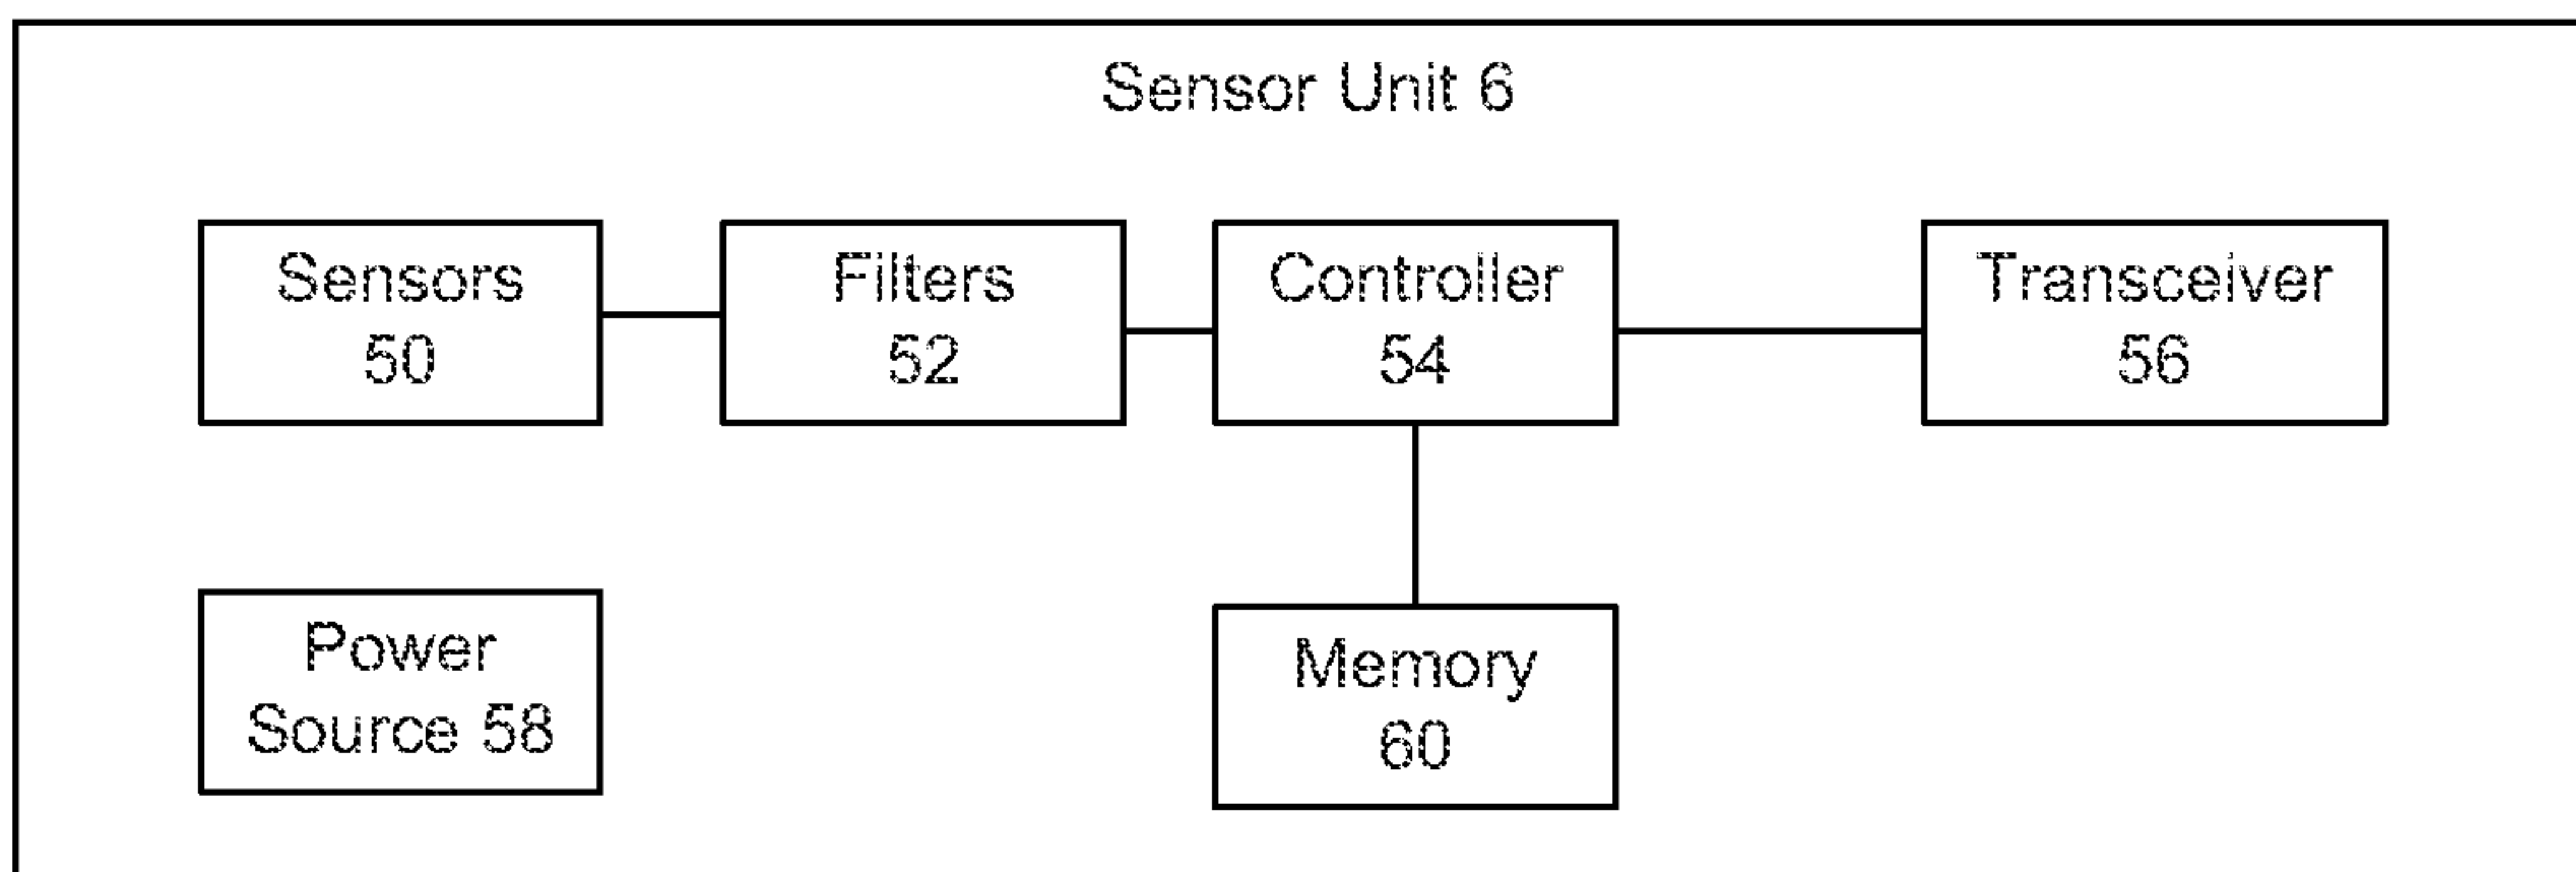 Sensor Unit 6
Sensors
50
Filters
52
Controller
54
Transceiver
56
Power
Source 58
Memory
60